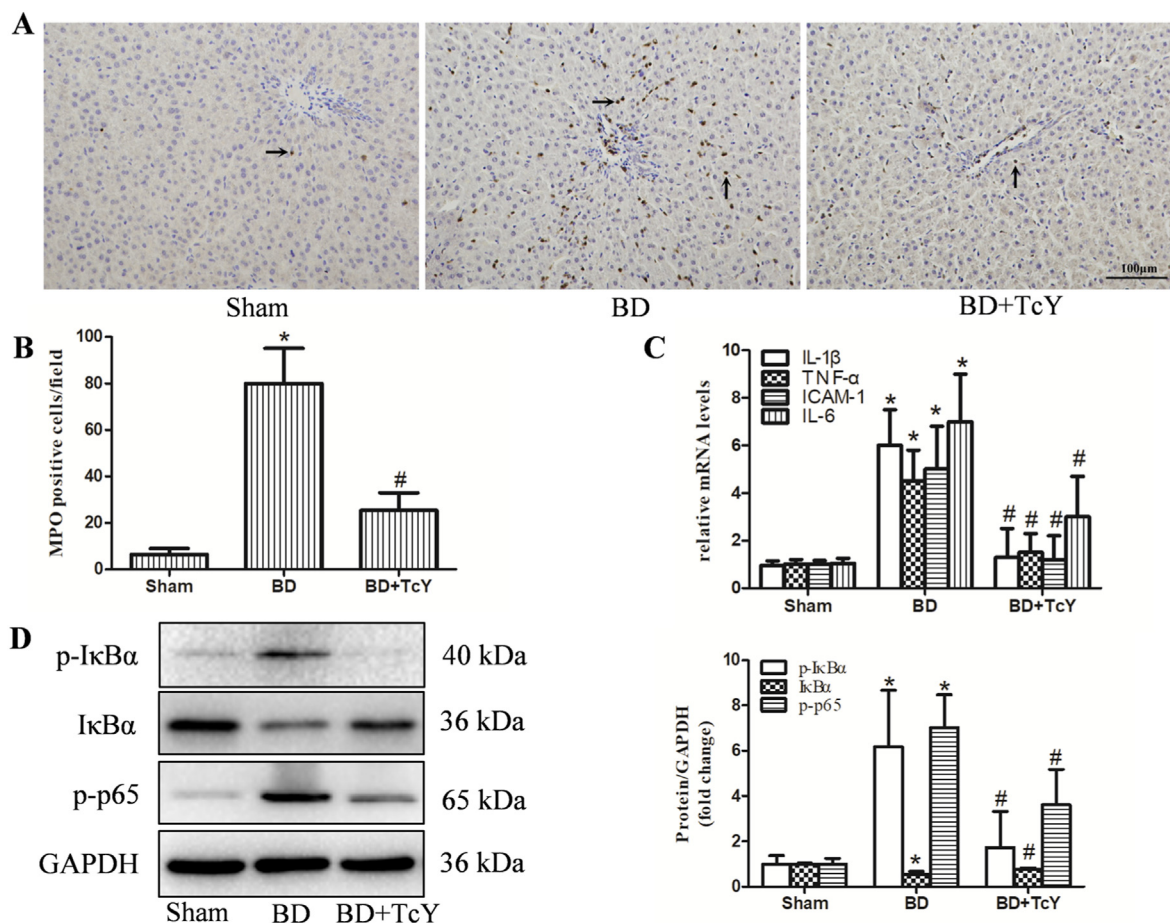 A
100μm
Sham
BD
BD+TcY
B
MPO positive cells/field
100
80
60
40
20
0
*
#
Sham
BD
BD+TcY
C
relative mRNA levels
10
8
6
4
2
0
IL-1β
TNF-α
ICAM-1
IL-6
* * * *
# # # #
Sham
BD
BD+TcY
D
p-IκBα
40 kDa
IκBα
36 kDa
p-p65
65 kDa
GAPDH
36 kDa
Sham
BD
BD+TcY
Protein/GAPDH
(fold change)
10
8
6
4
2
0
p-IκBα
IκBα
p-p65
* * *
# # #
Sham
BD
BD+TcY